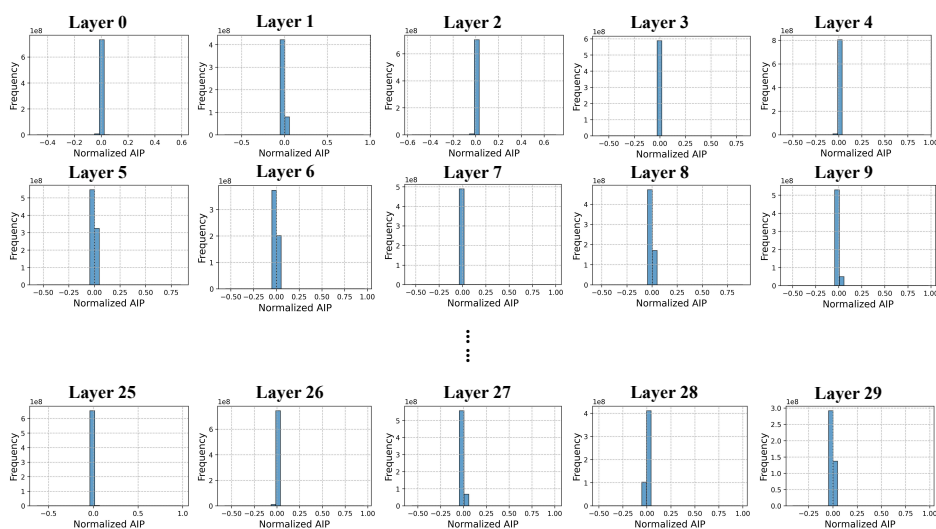 Layer 0 Layer 1 Layer 2 Layer 3 Layer 4
1e8 1e8 1e8 1e8 1e8
Frequency Frequency Frequency Frequency Frequency
6 4 6 6 8
4 3 4 5 6
2 2 2 4 4
0 1 0 3 2
0 2 0
1
0
-0.4 -0.2 0.0 0.2 0.4 0.6 -0.5 0.0 0.5 1.0 -0.6 -0.4 -0.2 0.0 0.2 0.4 0.6 -0.50 -0.25 0.00 0.25 0.50 0.75 -0.50 -0.25 0.00 0.25 0.50 0.75
Normalized AIP Normalized AIP Normalized AIP Normalized AIP Normalized AIP
Layer 5 Layer 6 Layer 7 Layer 8 Layer 9
1e8 1e8 1e8 1e8 1e8
Frequency Frequency Frequency Frequency Frequency
5 3 5 4 5
4 2 4 3 4
3 1 3 2 3
2 0 2 1 2
1 1 0 1
0 0 0
-0.50 -0.25 0.00 0.25 0.50 0.75 -0.50 -0.25 0.00 0.25 0.50 0.75 1.00 -0.50 -0.25 0.00 0.25 0.50 0.75 1.00 -0.50 -0.25 0.00 0.25 0.50 0.75 -0.50 -0.25 0.00 0.25 0.50 0.75 1.00
Normalized AIP Normalized AIP Normalized AIP Normalized AIP Normalized AIP
Layer 25 Layer 26 Layer 27 Layer 28 Layer 29
1e8 1e8 1e8 1e8 1e8
Frequency Frequency Frequency Frequency Frequency
6 6 5 4 3.0
5 4 4 3 2.5
4 2 3 2 2.0
3 0 2 1 1.5
2 1 0 1.0
1 0 0.5
0 0.0
-0.5 0.0 0.5 1.0 -0.50 -0.25 0.00 0.25 0.50 0.75 1.00 -0.50 -0.25 0.00 0.25 0.50 0.75 1.00 -0.50 -0.25 0.00 0.25 0.50 0.75 1.00 -0.50 -0.25 0.00 0.25 0.50 0.75 1.00
Normalized AIP Normalized AIP Normalized AIP Normalized AIP Normalized AIP